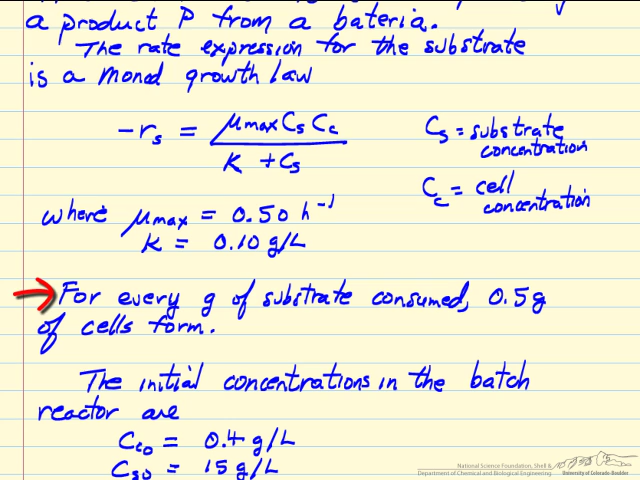 a product P from a bateria.
The rate expression for the substrate
is a Monod growth law
-rs = μmax Cs Cc / K + Cs
Cs = substrate concentration
Cc = cell concentration
where μmax = 0.50 h⁻¹
K = 0.10 g/L
For every g of substrate consumed, 0.5g
of cells form.
The initial concentrations in the batch
reactor are
Cco = 0.4 g/L
Cso = 15 g/L
National Science Foundation, Shell &
Department of Chemical and Biological Engineering
University of Colorado-Boulder